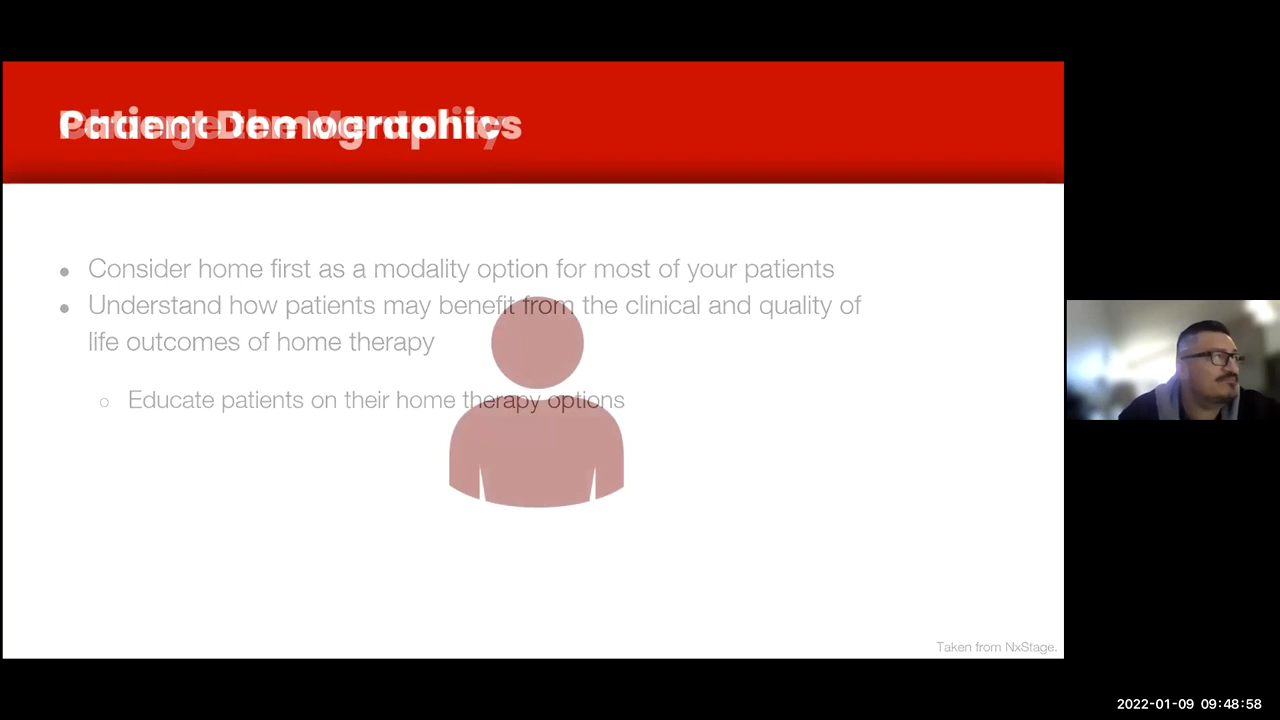 Patient Demographics
Consider home first as a modality option for most of your patients
Understand how patients may benefit from the clinical and quality of
life outcomes of home therapy
Educate patients on their home therapy options
Taken from NxStage.
2022-01-09 09:48:58